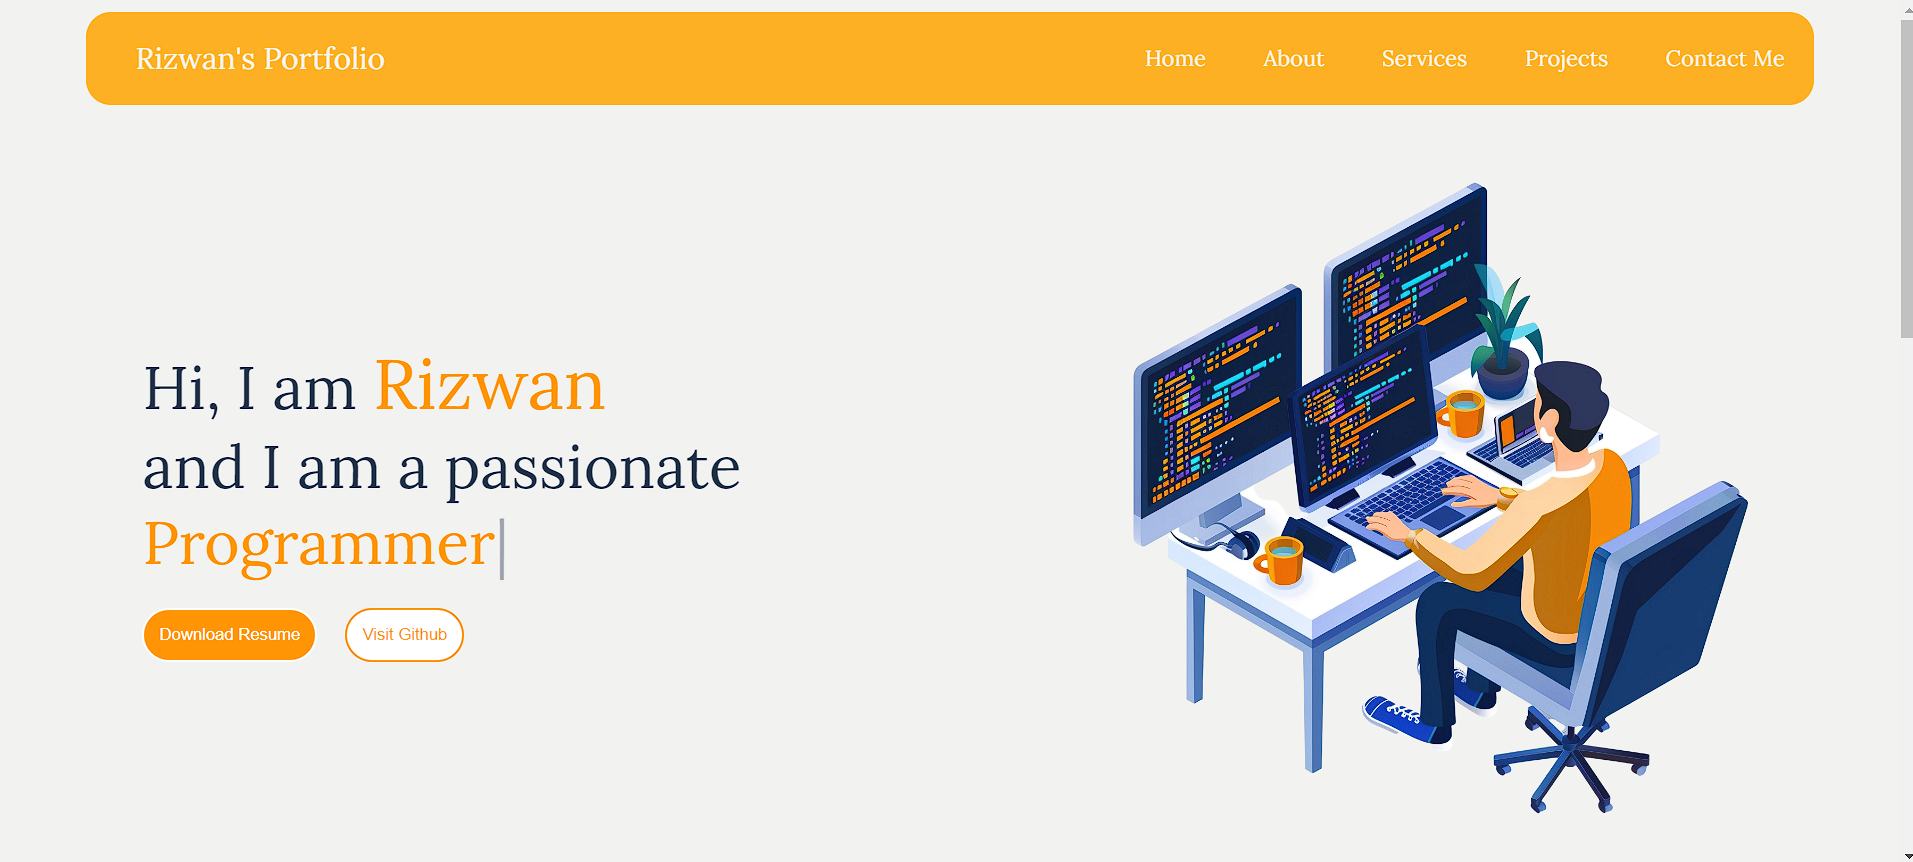 Rizwan's Portfolio
Home About Services Projects Contact Me
Hi, I am Rizwan
and I am a passionate
Programmer
Download Resume Visit Github